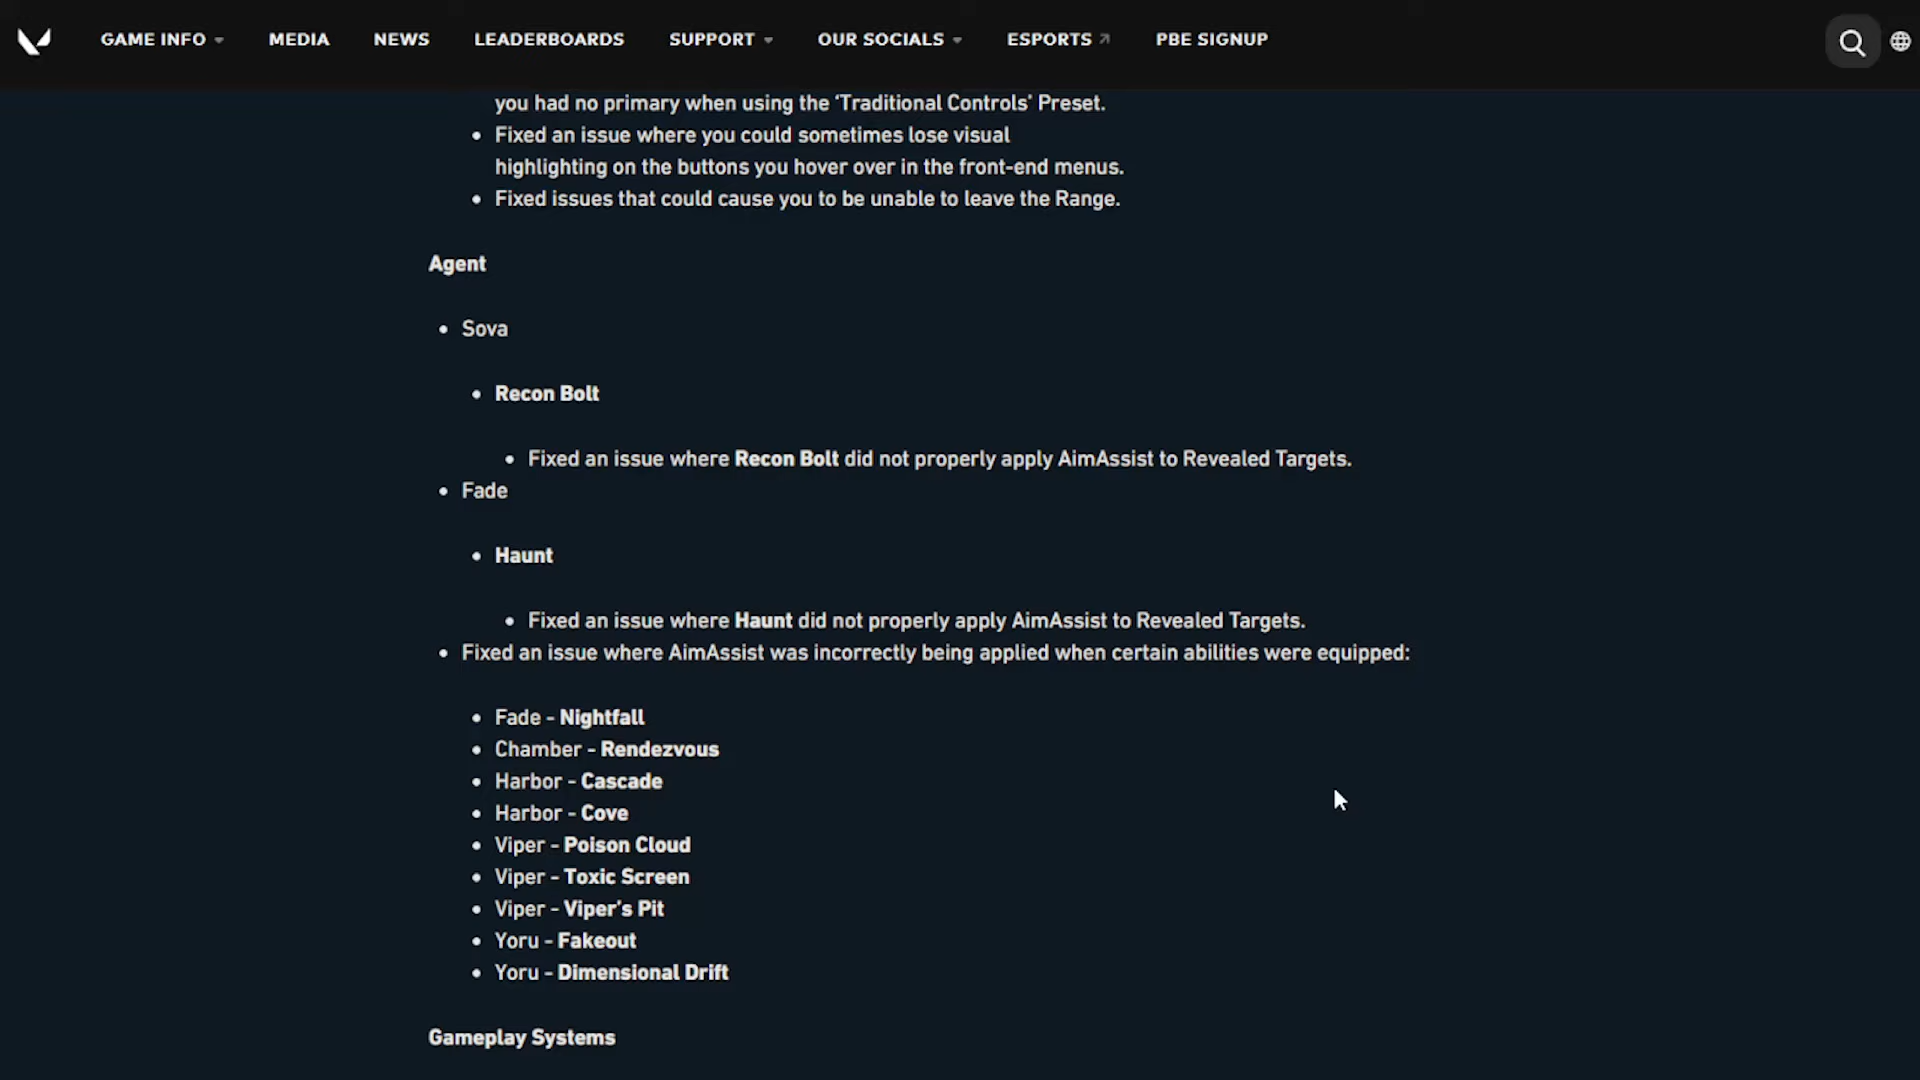 GAME INFO MEDIA NEWS LEADERBOARDS SUPPORT OUR SOCIALS ESPORTS PBE SIGNUP
you had no primary when using the 'Traditional Controls' Preset.
Fixed an issue where you could sometimes lose visual
highlighting on the buttons you hover over in the front-end menus.
Fixed issues that could cause you to be unable to leave the Range.
Agent
Sova
Recon Bolt
Fixed an issue where Recon Bolt did not properly apply AimAssist to Revealed Targets.
Fade
Haunt
Fixed an issue where Haunt did not properly apply AimAssist to Revealed Targets.
Fixed an issue where AimAssist was incorrectly being applied when certain abilities were equipped:
Fade - Nightfall
Chamber - Rendezvous
Harbor - Cascade
Harbor - Cove
Viper - Poison Cloud
Viper - Toxic Screen
Viper - Viper's Pit
Yoru - Fakeout
Yoru - Dimensional Drift
Gameplay Systems